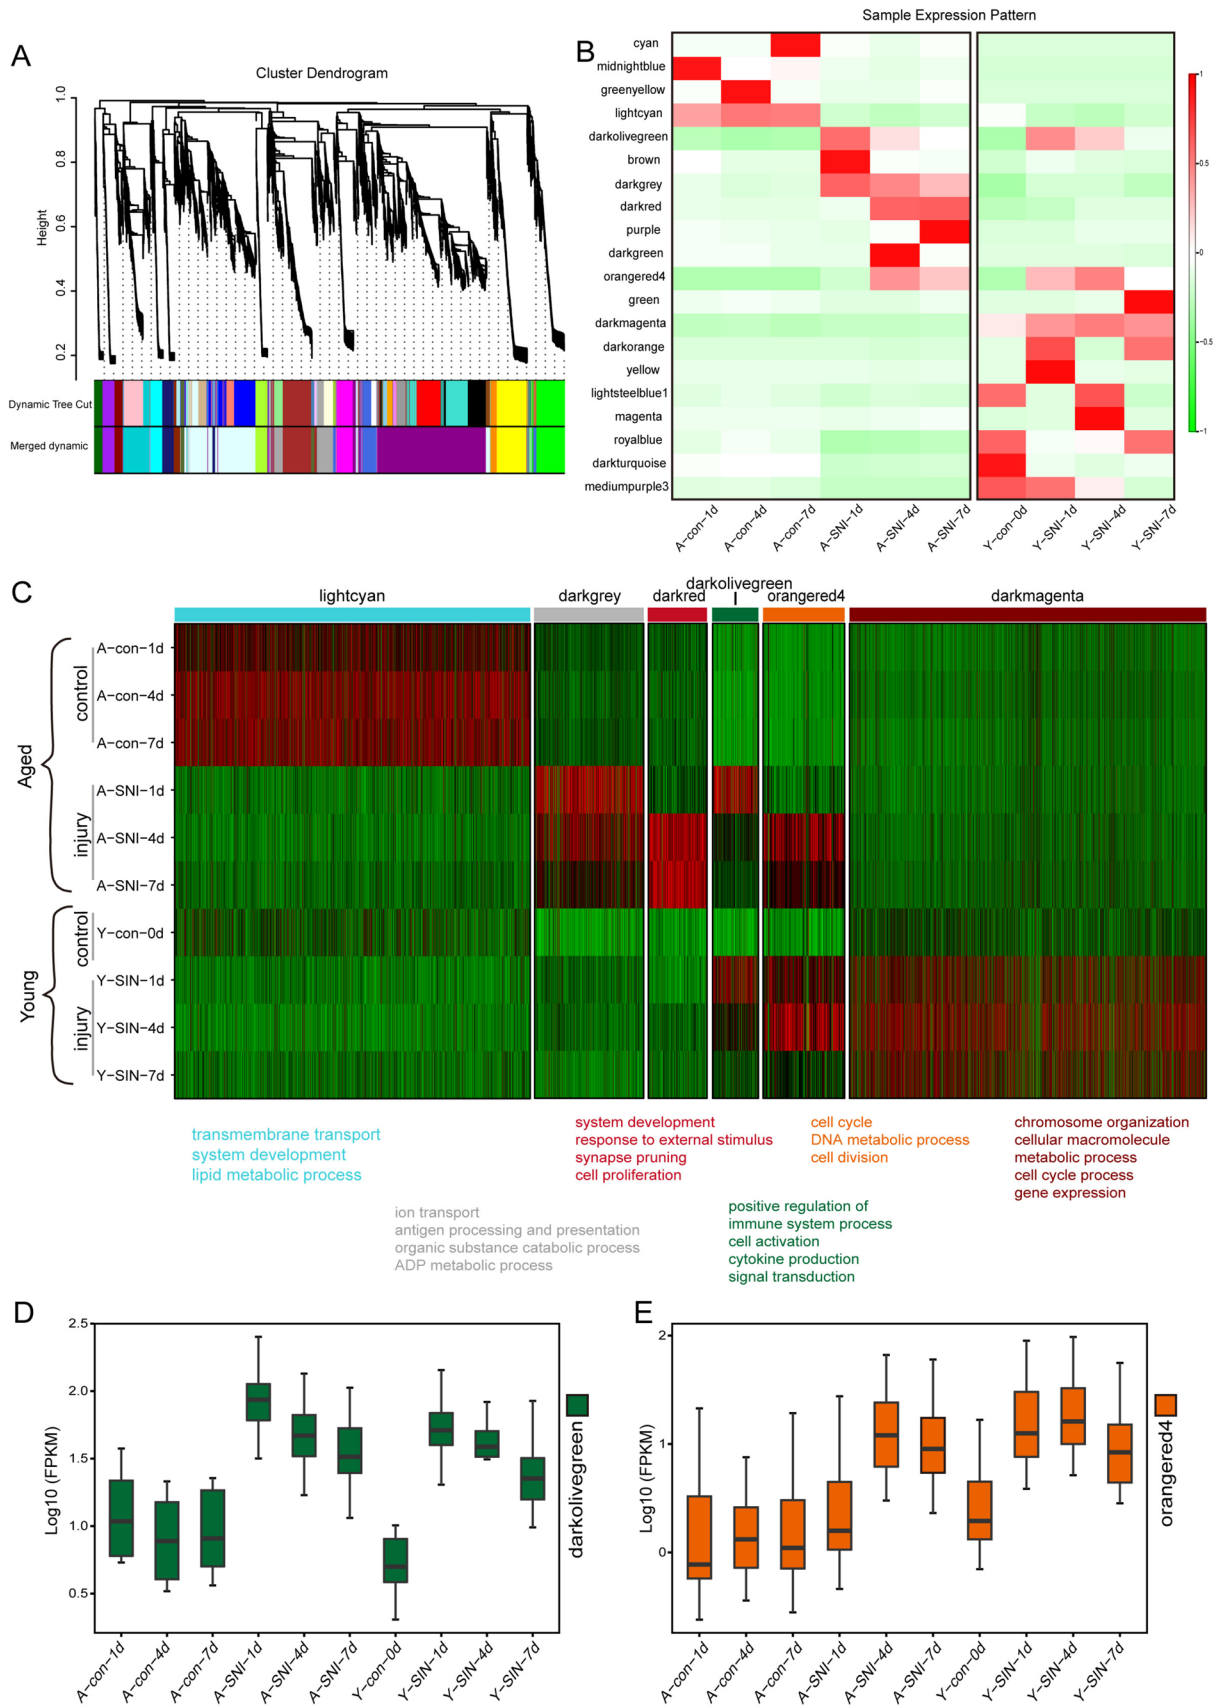 A
Cluster Dendrogram
Height
1.0
0.8
0.6
0.4
0.2
Dynamic Tree Cut
Merged dynamic
B
Sample Expression Pattern
cyan
midnightblue
greenyellow
lightcyan
darkolivegreen
brown
darkgrey
darkred
purple
darkgreen
orangered4
green
darkmagenta
darkorange
yellow
lightsteelblue1
magenta
royalblue
darkturquoise
mediumpurple3
A-con-1d
A-con-4d
A-con-7d
A-SNI-1d
A-SNI-4d
A-SNI-7d
Y-con-0d
Y-SNI-1d
Y-SNI-4d
Y-SNI-7d
1
0.5
0
-0.5
-1
C
lightcyan
darkgrey
darkred
darkolivegreen
orangered4
darkmagenta
Aged
control
A-con-1d
A-con-4d
A-con-7d
injury
A-SNI-1d
A-SNI-4d
A-SNI-7d
Young
control
Y-con-0d
injury
Y-SIN-1d
Y-SIN-4d
Y-SIN-7d
transmembrane transport
system development
lipid metabolic process
ion transport
antigen processing and presentation
organic substance catabolic process
ADP metabolic process
system development
response to external stimulus
synapse pruning
cell proliferation
positive regulation of
immune system process
cell activation
cytokine production
signal transduction
cell cycle
DNA metabolic process
cell division
chromosome organization
cellular macromolecule
metabolic process
cell cycle process
gene expression
D
Log10 (FPKM)
2.5
2.0
1.5
1.0
0.5
A-con-1d
A-con-4d
A-con-7d
A-SNI-1d
A-SNI-4d
A-SNI-7d
Y-con-0d
Y-SIN-1d
Y-SIN-4d
Y-SIN-7d
darkolivegreen
E
Log10 (FPKM)
2
1
0
A-con-1d
A-con-4d
A-con-7d
A-SNI-1d
A-SNI-4d
A-SNI-7d
Y-con-0d
Y-SIN-1d
Y-SIN-4d
Y-SIN-7d
orangered4